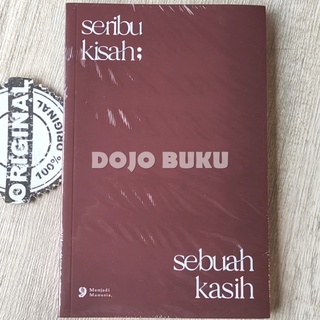 seribu
kisah;
ORIGINAL
100% ORIGINAL
DOJO BUKU
sebuah
kasih
Menjadi
Manusia.